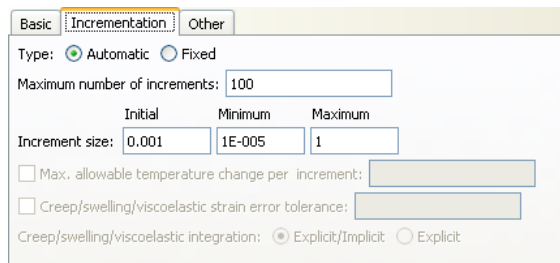 Basic Incrementation Other
Type: Automatic Fixed
Maximum number of increments: 100
Initial Minimum Maximum
Increment size: 0.001 1E-005 1
Max. allowable temperature change per increment:
Creep/swelling/viscoelastic strain error tolerance:
Creep/swelling/viscoelastic integration: Explicit/Implicit Explicit